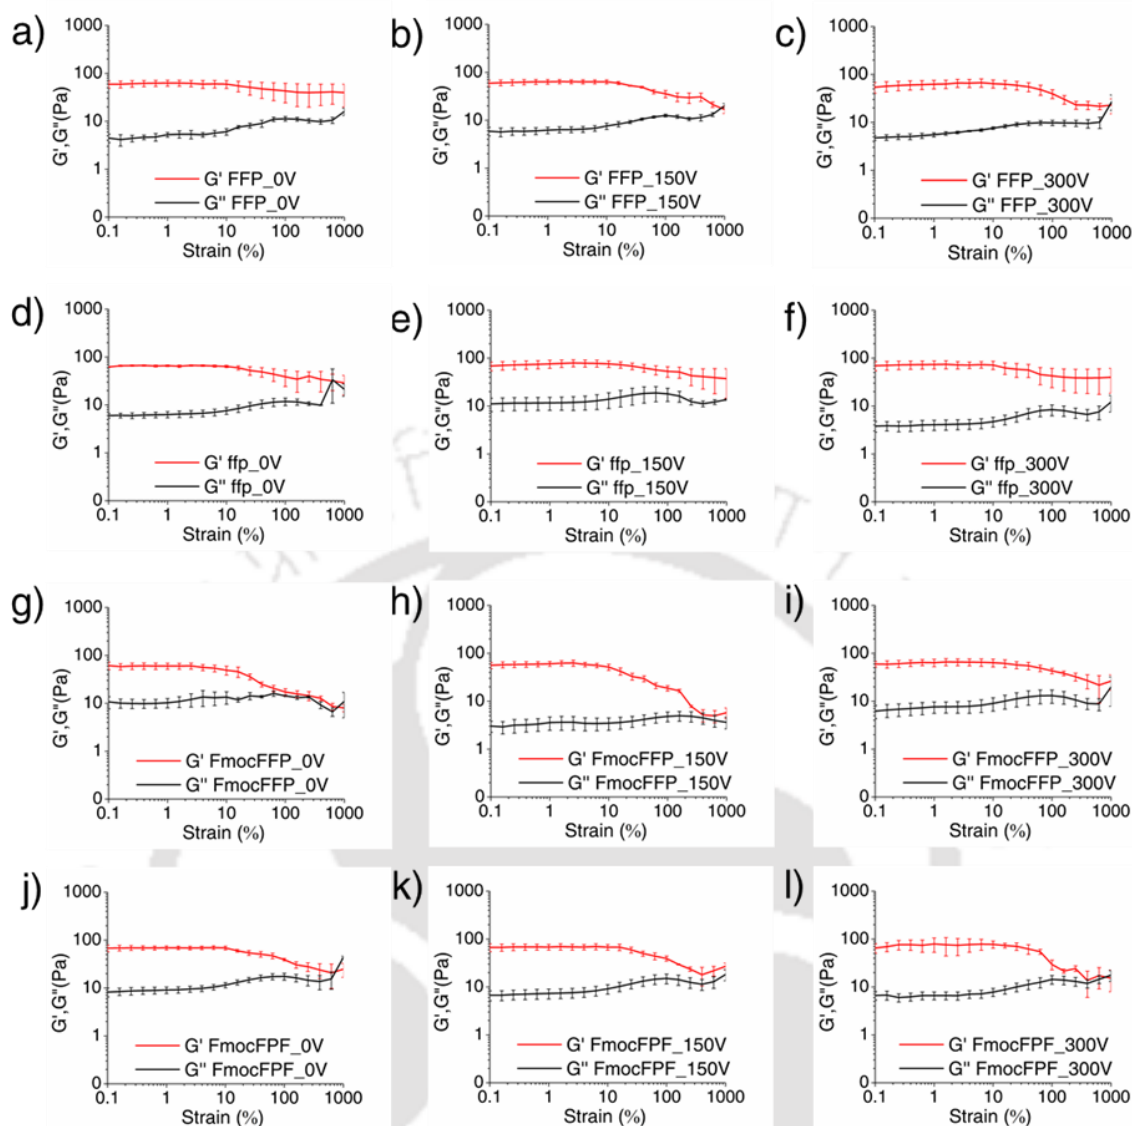 a)
1000
100
10
1
0
G',G''(Pa)
G' FFP_0V
G'' FFP_0V
0.1 1 10 100 1000
Strain (%)
b)
1000
100
10
1
0
G',G''(Pa)
G' FFP_150V
G'' FFP_150V
0.1 1 10 100 1000
Strain (%)
c)
1000
100
10
1
0
G',G''(Pa)
G' FFP_300V
G'' FFP_300V
0.1 1 10 100 1000
Strain (%)
d)
1000
100
10
1
0
G',G''(Pa)
G' ffp_0V
G'' ffp_0V
0.1 1 10 100 1000
Strain (%)
e)
1000
100
10
1
0
G',G''(Pa)
G' ffp_150V
G'' ffp_150V
0.1 1 10 100 1000
Strain (%)
f)
1000
100
10
1
0
G',G''(Pa)
G' ffp_300V
G'' ffp_300V
0.1 1 10 100 1000
Strain (%)
g)
1000
100
10
1
0
G',G''(Pa)
G' FmocFFP_0V
G'' FmocFFP_0V
0.1 1 10 100 1000
Strain (%)
h)
1000
100
10
1
0
G',G''(Pa)
G' FmocFFP_150V
G'' FmocFFP_150V
0.1 1 10 100 1000
Strain (%)
i)
1000
100
10
1
0
G',G''(Pa)
G' FmocFFP_300V
G'' FmocFFP_300V
0.1 1 10 100 1000
Strain (%)
j)
1000
100
10
1
0
G',G''(Pa)
G' FmocFPF_0V
G'' FmocFPF_0V
0.1 1 10 100 1000
Strain (%)
k)
1000
100
10
1
0
G',G''(Pa)
G' FmocFPF_150V
G'' FmocFPF_150V
0.1 1 10 100 1000
Strain (%)
l)
1000
100
10
1
0
G',G''(Pa)
G' FmocFPF_300V
G'' FmocFPF_300V
0.1 1 10 100 1000
Strain (%)